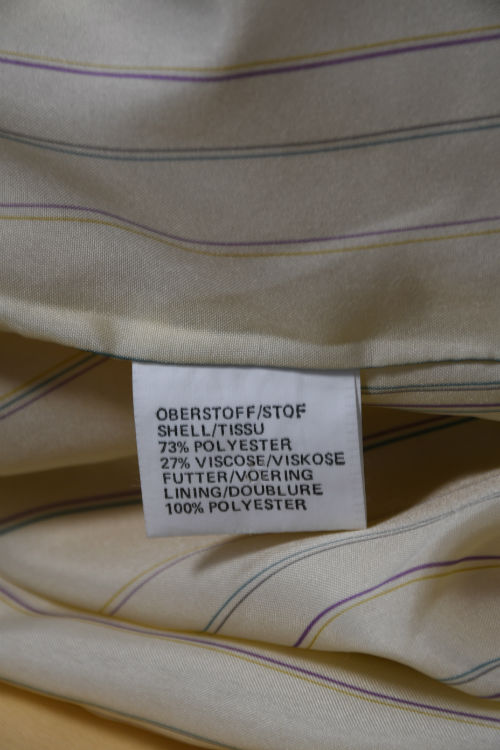 OBERSTOFF/STOF
SHELL/TISSU
73% POLYESTER
27% VISCOSE/VISKOSE
FUTTER/VOERING
LINING/DOUBLURE
100% POLYESTER